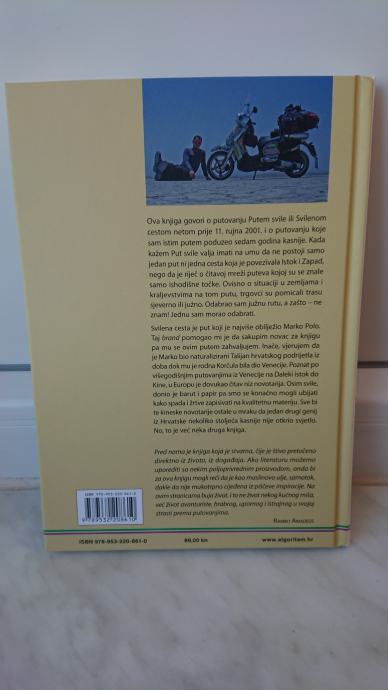 Ova knjiga govori o putovanju Putem svile ili Svilenom
cestom netom prije 11. rujna 2001. i o putovanju koje
sam istim putem poduzeo sedam godina kasnije. Kada
kažem Put svile valja imati na umu da ne postoji samo
jedan put ni jedna cesta koja je povezivala Istok i Zapad,
nego da je riječ o čitavoj mreži puteva kojoj su se znale
samo ishodišne točke. Ovisno o situaciji u zemljama i
kraljevstvima na tom putu, trgovci su pomicali trasu
sjeverno ili južno. Odabrao sam južnu rutu, a zašto – ne
znam! Jednu sam morao odabrati.
Svilena cesta je put koji je najviše obilježio Marko Polo.
Taj brand pomogao mi je da sakupim novac za knjigu
pa mu se ovim putem zahvaljujem. Inače, vjerujem da
je Marko bio naturalizirani Talijan hrvatskog podrijetla iz
doba dok mu je rodna Korčula bila dio Venecije. Poznat po
višegodišnjim putovanjima iz Venecije na Daleki istok do
Kine, u Europu je dovukao čitav niz novotarija. Osim svile,
donio je barut i papir pa smo se konačno mogli ubijati
kako spada i žrtve zapisivati na kvalitetnu materiju. Sve bi
te kineske novotarije ostale u mraku da jedan drugi genij
iz Hrvatske nekoliko stoljeća kasnije nije otkrio svjetlo.
No, to je već neka druga knjiga.
Pred nama je knjiga koja je stvarna, čije je štivo pretočeno
direktno iz života, iz događaja. Ako literaturu možemo
usporediti sa nekim poljoprivrednim proizvodom, onda bi
za ovu knjigu mogli reći da je kao maslinovo ulje, samotok,
dakle da nije mukotrpno cijeđena iz piščeve inspiracije. Na
ovim stranicama buja život. I to ne život nekog kućnog miša,
već život avanturiste, hrabrog, upornog i istrajnog u svojoj
strasti prema putovanjima.
RAMBO AMADEUS
ISBN 978-953-220-861-0
9 789532 208610
ISBN 978-953-220-861-0 89,00 kn www.algoritam.hr